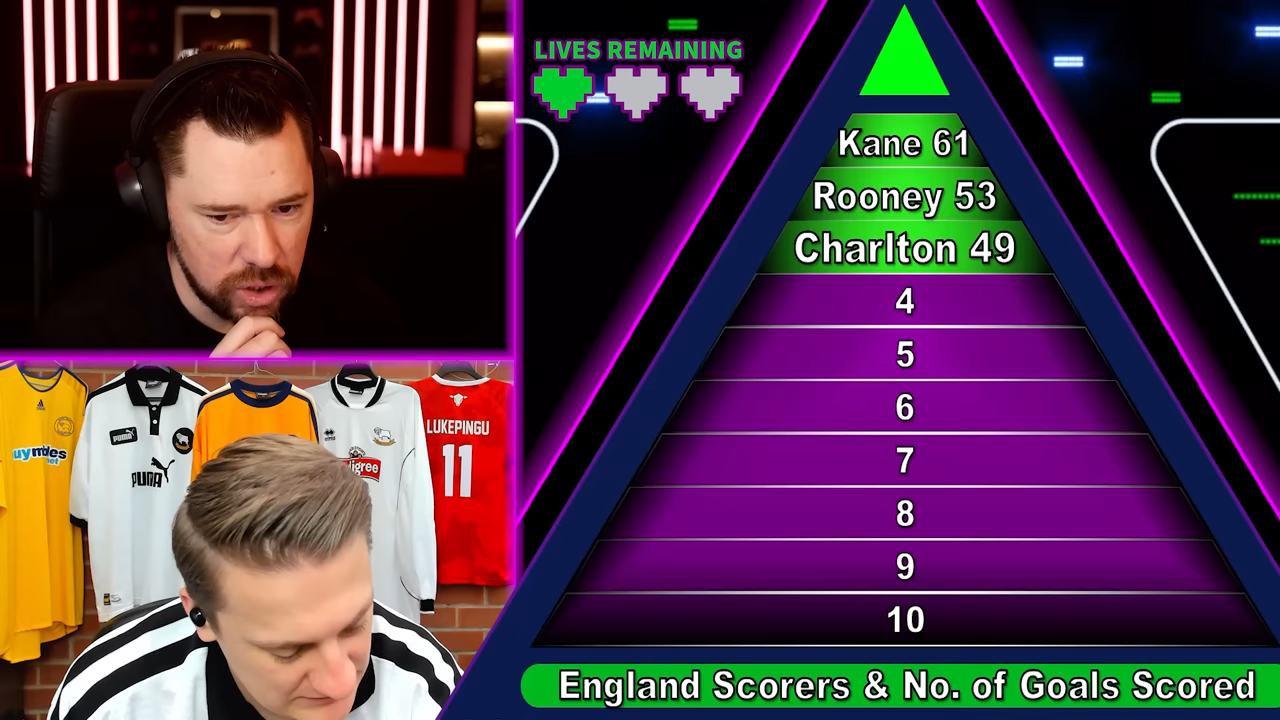 LIVES REMAINING
Kane 61
Rooney 53
Charlton 49
4
5
6
7
8
9
10
England Scorers & No. of Goals Scored
PUMA
PUMA
LUKEPINGU
11